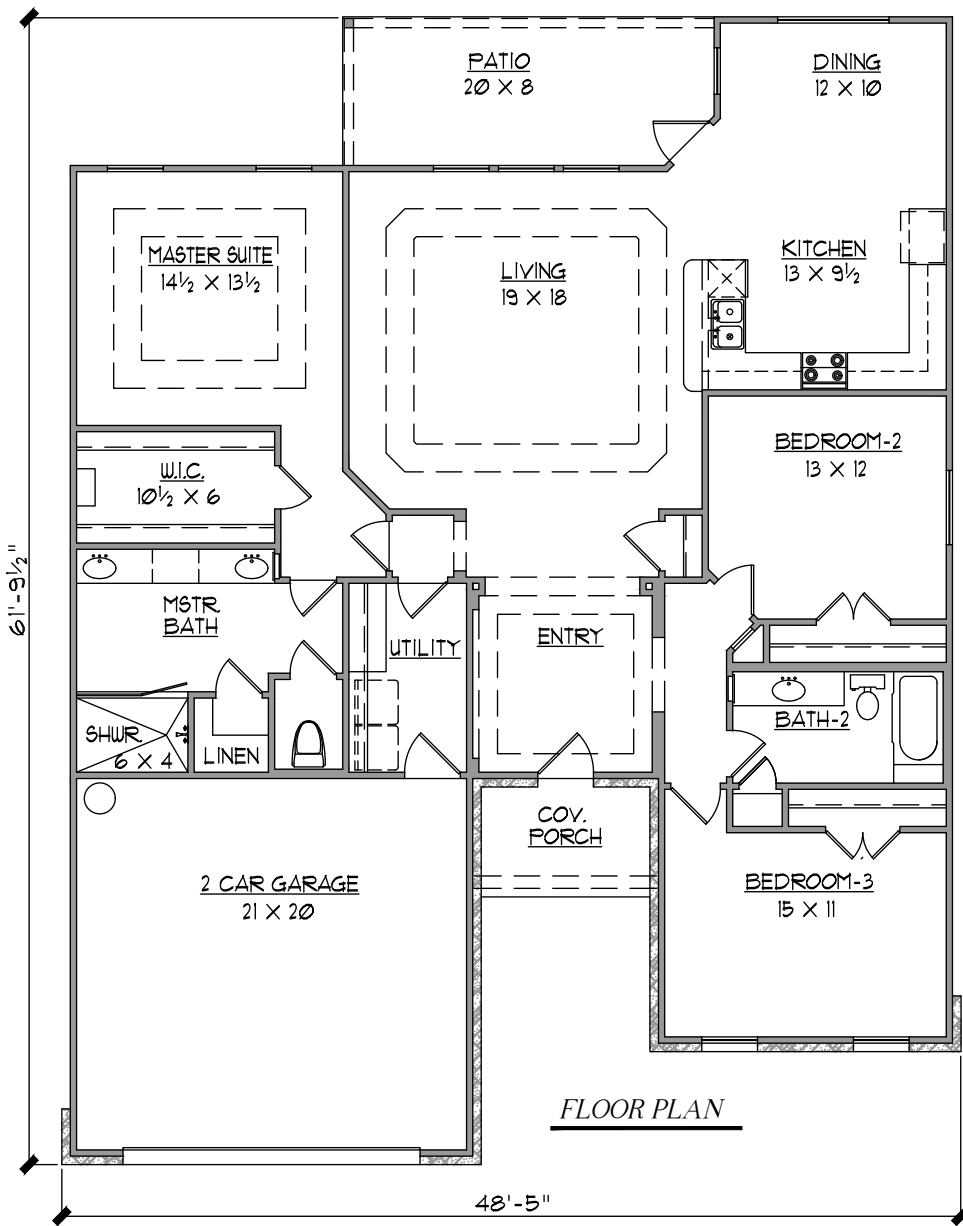 PATIO
20 X 8
DINING
12 X 10
MASTER SUITE
14½ X 13½
LIVING
19 X 18
KITCHEN
13 X 9½
BEDROOM-2
13 X 12
W.I.C.
10½ X 6
61'-9½"
MSTR.
BATH
UTILITY
ENTRY
SHWR.
6 X 4
LINEN
BATH-2
COV.
PORCH
2 CAR GARAGE
21 X 20
BEDROOM-3
15 X 11
FLOOR PLAN
48'-5"